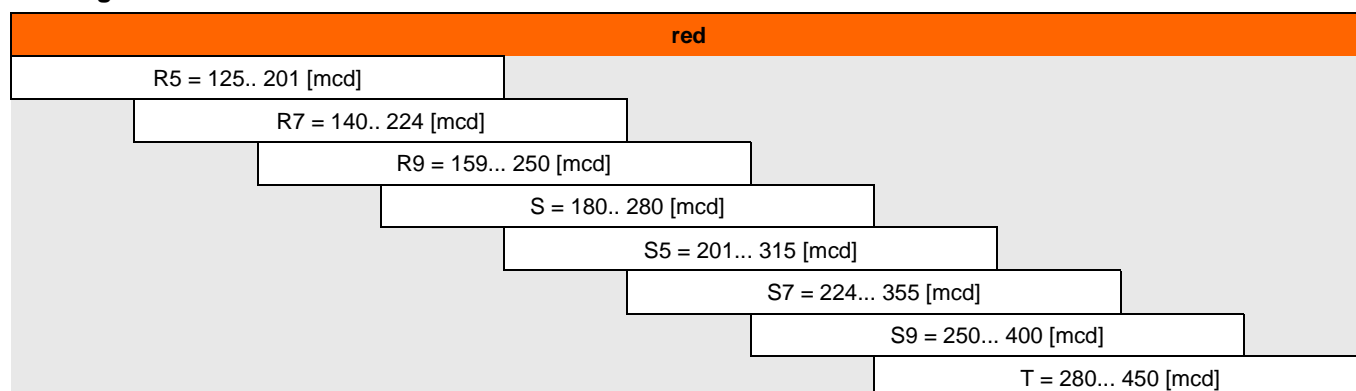 red
R5 = 125.. 201 [mcd]
R7 = 140.. 224 [mcd]
R9 = 159... 250 [mcd]
S = 180.. 280 [mcd]
S5 = 201... 315 [mcd]
S7 = 224... 355 [mcd]
S9 = 250... 400 [mcd]
T = 280... 450 [mcd]